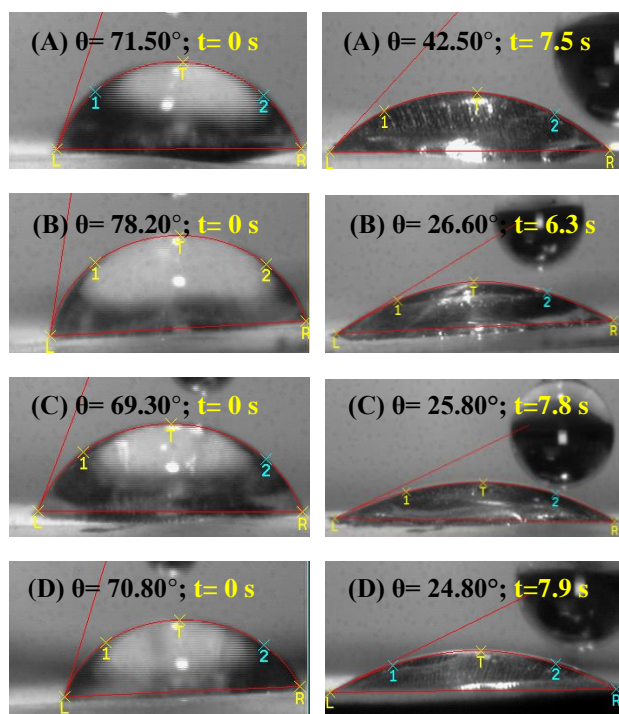 (A) θ= 71.50°; t= 0 s
T
1
2
L
R
(A) θ= 42.50°; t= 7.5 s
T
1
2
L
R
(B) θ= 78.20°; t= 0 s
T
1
2
L
R
(B) θ= 26.60°; t= 6.3 s
T
2
1
L
R
(C) θ= 69.30°; t= 0 s
T
1
2
L
R
(C) θ= 25.80°; t=7.8 s
T
1
2
L
R
(D) θ= 70.80°; t= 0 s
T
1
2
L
R
(D) θ= 24.80°; t=7.9 s
T
1
2
L
R